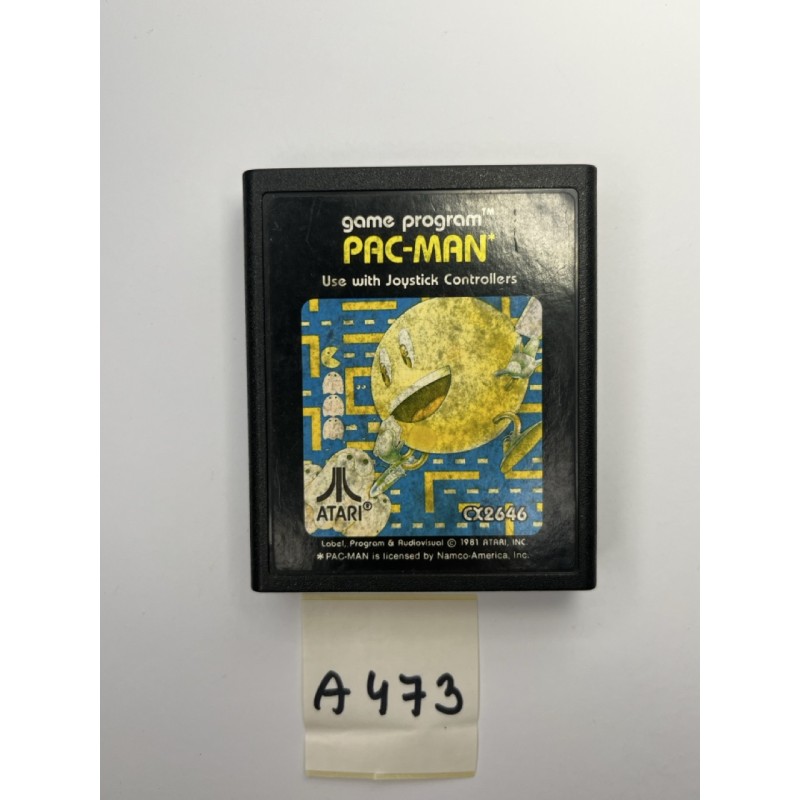 game program™
PAC-MAN*
Use with Joystick Controllers
ATARI®
CX2646
Label, Program & Audiovisual © 1981 ATARI, INC.
*PAC-MAN is licensed by Namco-America, Inc.
A473